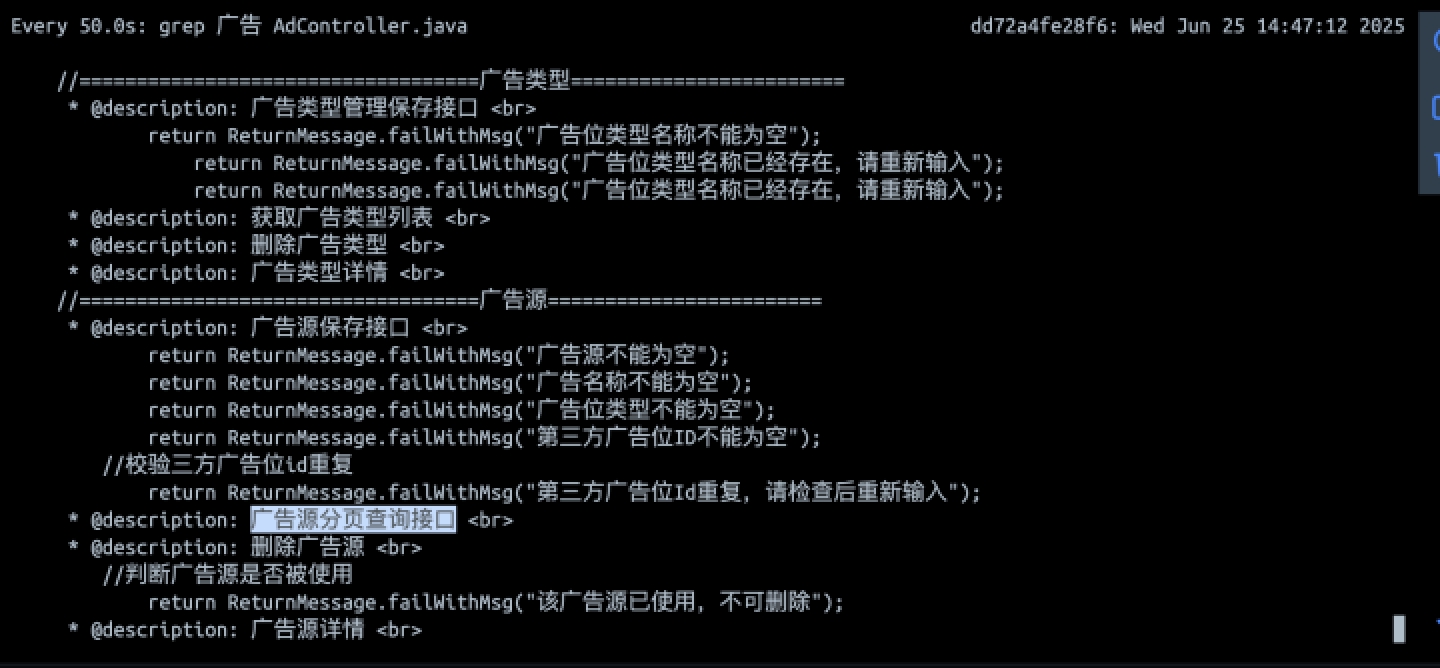 Every 50.0s: grep 广告 AdController.java dd72a4fe28f6: Wed Jun 25 14:47:12 2025
//===================================广告类型========================
* @description: 广告类型管理保存接口 <br>
return ReturnMessage.failWithMsg("广告位类型名称不能为空");
return ReturnMessage.failWithMsg("广告位类型名称已经存在，请重新输入");
return ReturnMessage.failWithMsg("广告位类型名称已经存在，请重新输入");
* @description: 获取广告类型列表 <br>
* @description: 删除广告类型 <br>
* @description: 广告类型详情 <br>
//===================================广告源========================
* @description: 广告源保存接口 <br>
return ReturnMessage.failWithMsg("广告源不能为空");
return ReturnMessage.failWithMsg("广告名称不能为空");
return ReturnMessage.failWithMsg("广告位类型不能为空");
return ReturnMessage.failWithMsg("第三方广告位ID不能为空");
//校验三方广告位id重复
return ReturnMessage.failWithMsg("第三方广告位Id重复，请检查后重新输入");
* @description: 广告源分页查询接口 <br>
* @description: 删除广告源 <br>
//判断广告源是否被使用
return ReturnMessage.failWithMsg("该广告源已使用，不可删除");
* @description: 广告源详情 <br>